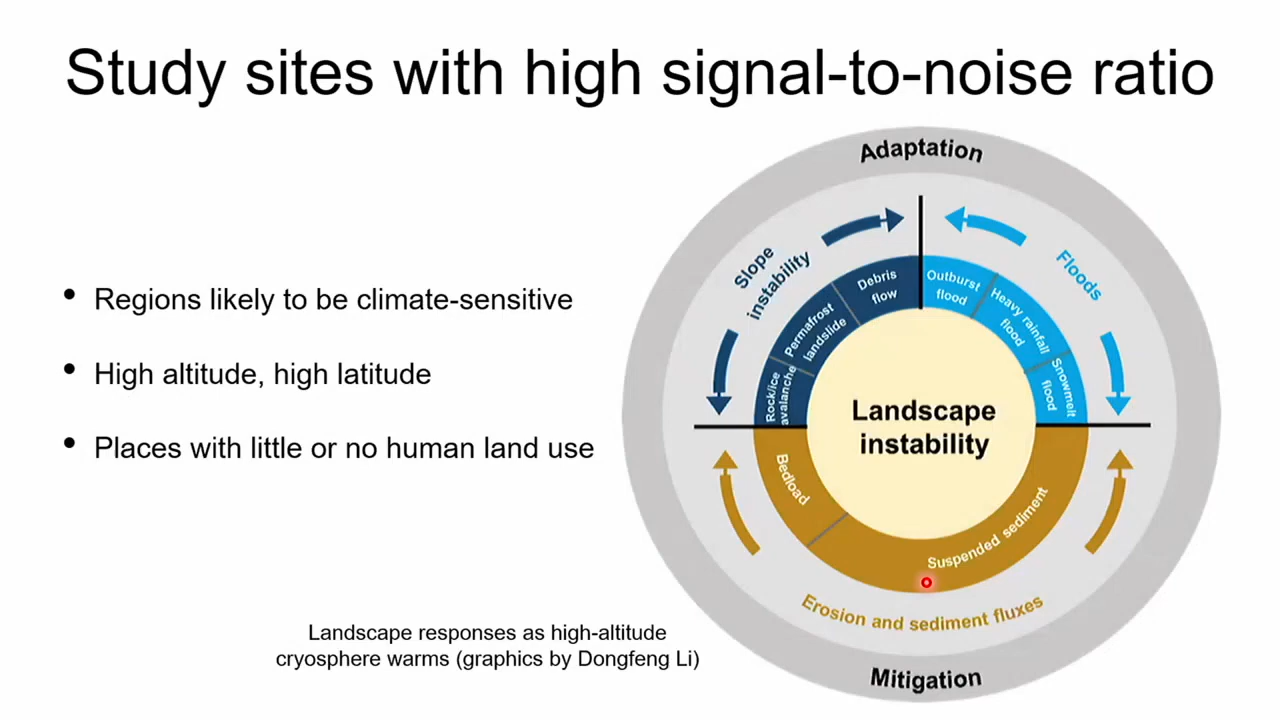 Study sites with high signal-to-noise ratio
• Regions likely to be climate-sensitive
• High altitude, high latitude
• Places with little or no human land use
Landscape responses as high-altitude
cryosphere warms (graphics by Dongfeng Li)
Adaptation
Slope
instability
Floods
Rock/ice
avalanche
Permafrost
landslide
Debris
flow
Outburst
flood
Heavy rainfall
flood
Snowmelt
flood
Landscape
instability
Bedload
Suspended sediment
Erosion and sediment fluxes
Mitigation